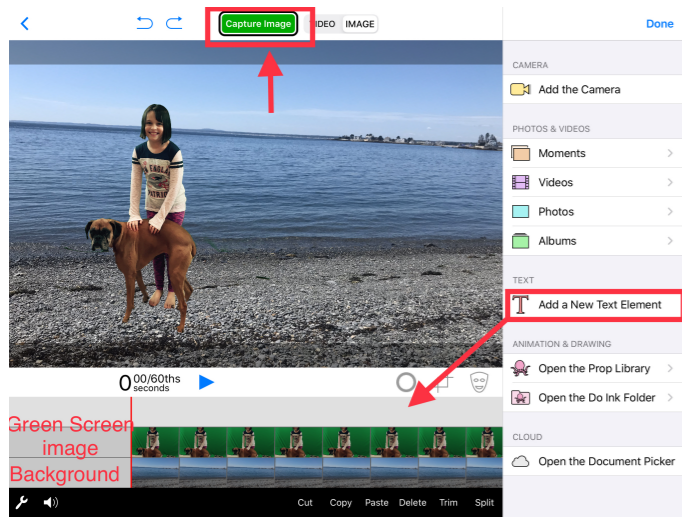 Capture Image
VIDEO IMAGE
Done
CAMERA
Add the Camera
PHOTOS & VIDEOS
Moments
Videos
Photos
Albums
TEXT
T Add a New Text Element
ANIMATION & DRAWING
Open the Prop Library
Open the Do Ink Folder
CLOUD
Open the Document Picker
0 00/60ths
seconds
Green Screen
image
Background
Cut Copy Paste Delete Trim Split